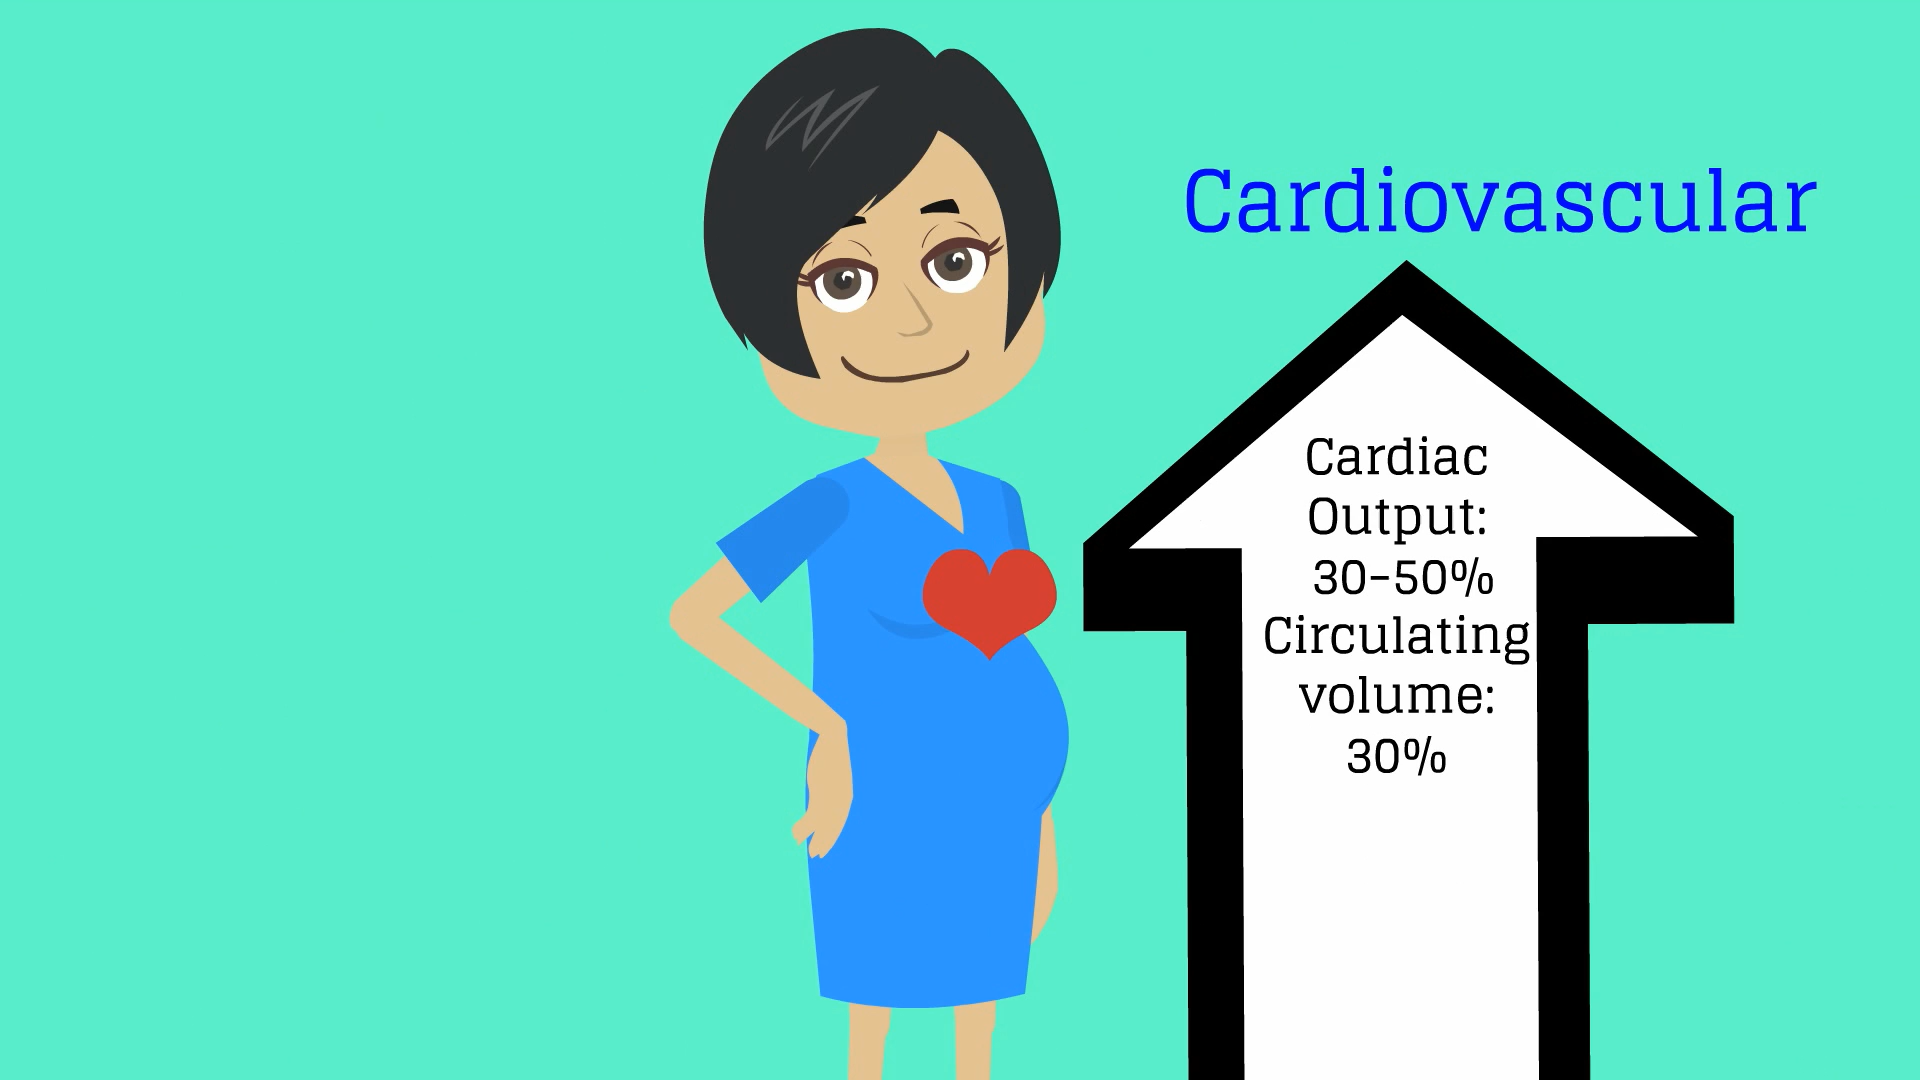 Cardiovascular
Cardiac
Output:
30-50%
Circulating
volume:
30%